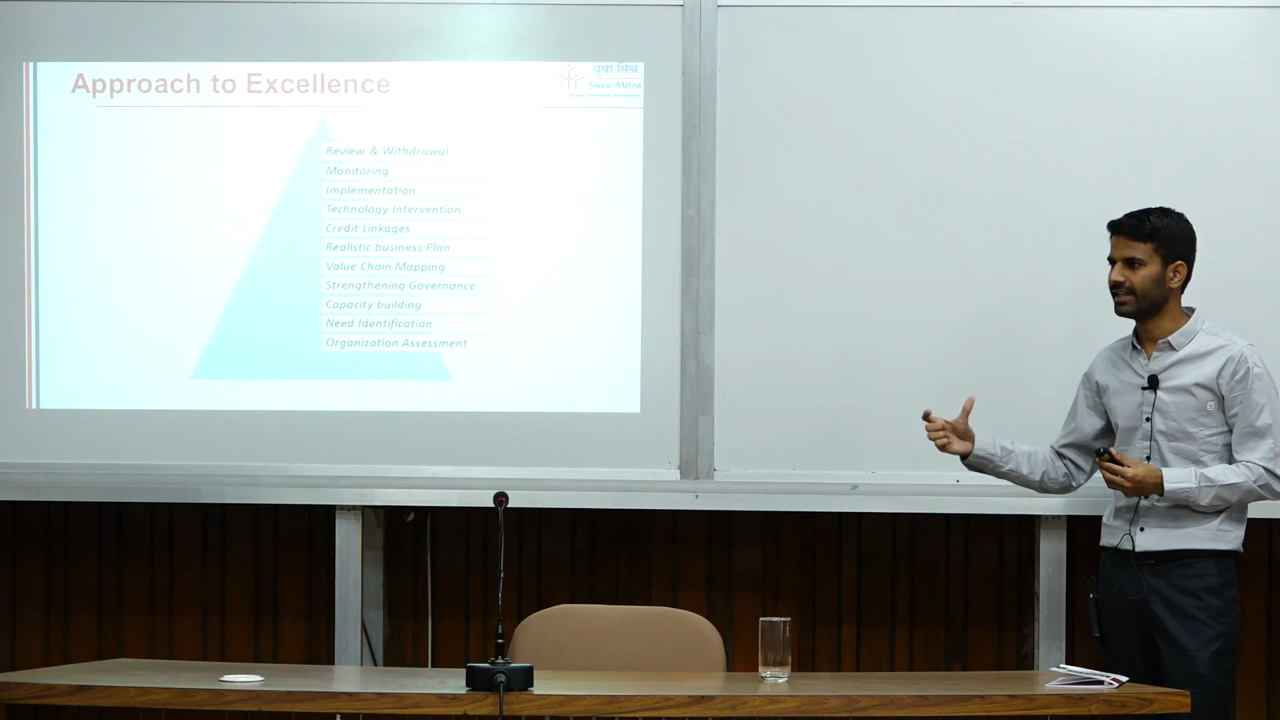 Approach to Excellence
युवा मित्र
Yuva Mitra
Review & Withdrawal
Monitoring
Implementation
Technology Intervention
Credit Linkages
Realistic business Plan
Value Chain Mapping
Strengthening Governance
Capacity building
Need Identification
Organization Assessment